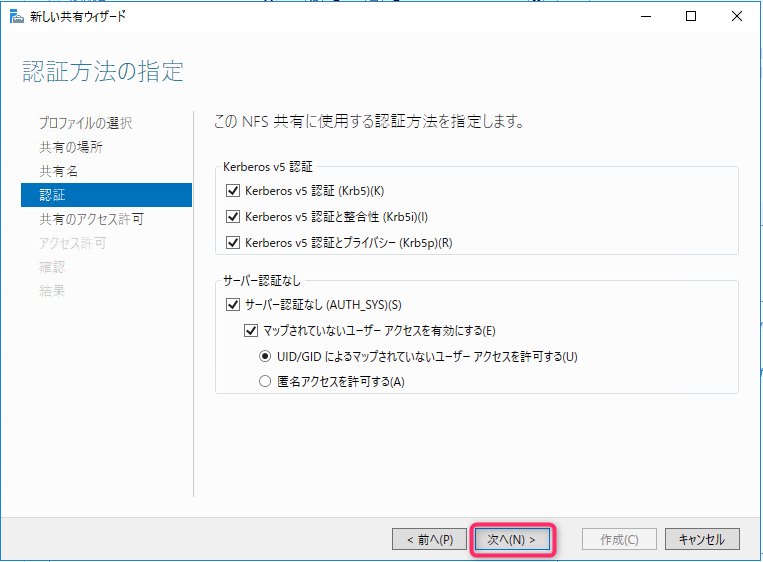 新しい共有ウィザード
認証方法の指定
プロファイルの選択
共有の場所
共有名
認証
共有のアクセス許可
アクセス許可
確認
結果
この NFS 共有に使用する認証方法を指定します。
Kerberos v5 認証
Kerberos v5 認証 (Krb5)(K)
Kerberos v5 認証と整合性 (Krb5i)(I)
Kerberos v5 認証とプライバシー (Krb5p)(R)
サーバー認証なし
サーバー認証なし (AUTH_SYS)(S)
マップされていないユーザー アクセスを有効にする(E)
UID/GID によるマップされていないユーザー アクセスを許可する(U)
匿名アクセスを許可する(A)
< 前へ(P) 次へ(N) > 作成(C) キャンセル